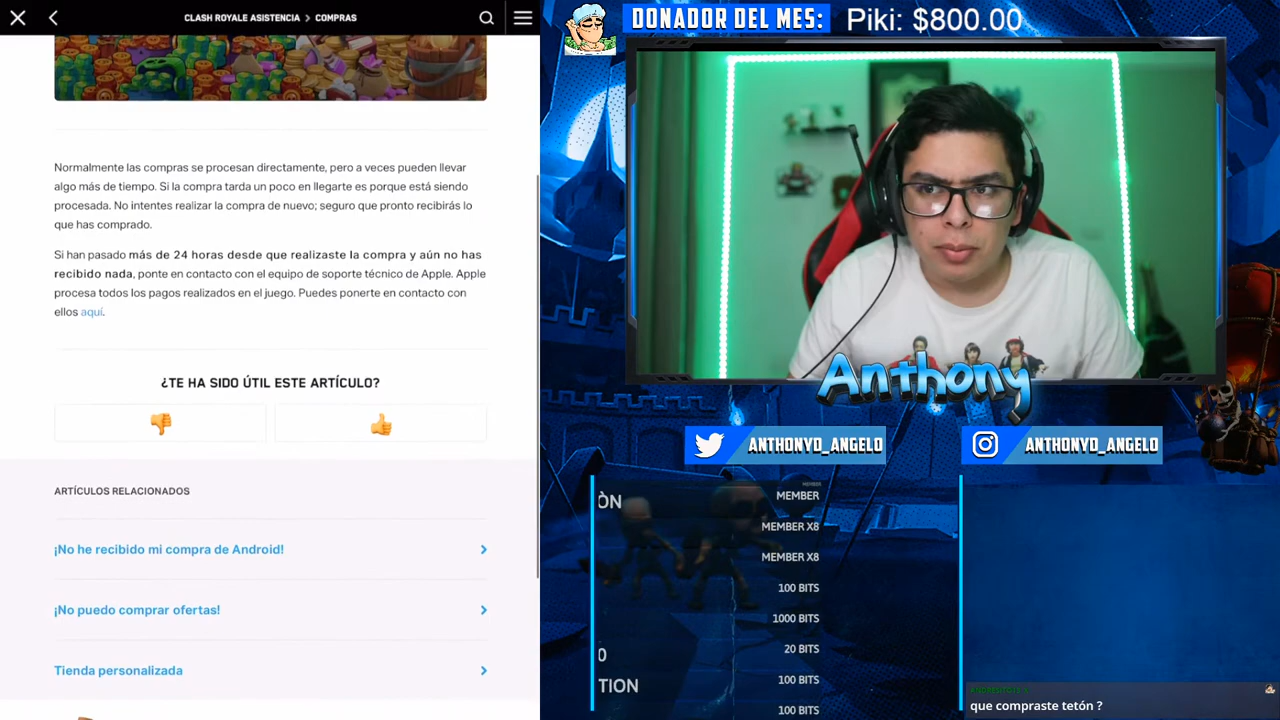 CLASH ROYALE ASISTENCIA > COMPRAS
Normalmente las compras se procesan directamente, pero a veces pueden llevar
algo más de tiempo. Si la compra tarda un poco en llegarte es porque está siendo
procesada. No intentes realizar la compra de nuevo; seguro que pronto recibirás lo
que has comprado.
Si han pasado más de 24 horas desde que realizaste la compra y aún no has
recibido nada, ponte en contacto con el equipo de soporte técnico de Apple. Apple
procesa todos los pagos realizados en el juego. Puedes ponerte en contacto con
ellos aquí.
¿TE HA SIDO ÚTIL ESTE ARTÍCULO?
ARTÍCULOS RELACIONADOS
¡No he recibido mi compra de Android!
¡No puedo comprar ofertas!
Tienda personalizada
DONADOR DEL MES:
Piki: $800.00
Anthony
ANTHONYD_ANGELO
ANTHONYD_ANGELO
MEMBER
ÒN
MEMBER
MEMBER X8
MEMBER X8
100 BITS
1000 BITS
0
20 BITS
TION
100 BITS
100 BITS
que compraste tetón ?